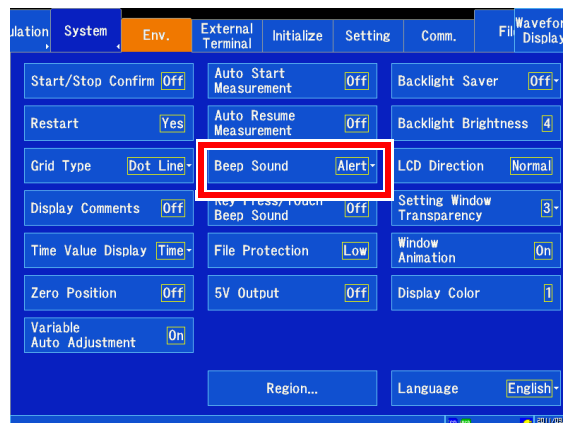 ulation
System
Env.
External
Terminal
Initialize
Setting
Comm.
Fil
Wavefor
Display
Start/Stop Confirm Off
Auto Start
Measurement Off
Backlight Saver Off
Restart Yes
Auto Resume
Measurement Off
Backlight Brightness 4
Grid Type Dot Line
Beep Sound Alert
LCD Direction Normal
Display Comments Off
Key Press/Touch
Beep Sound Off
Setting Window
Transparency 3
Time Value Display Time
File Protection Low
Window
Animation On
Zero Position Off
5V Output Off
Display Color 1
Variable
Auto Adjustment On
Region...
Language English